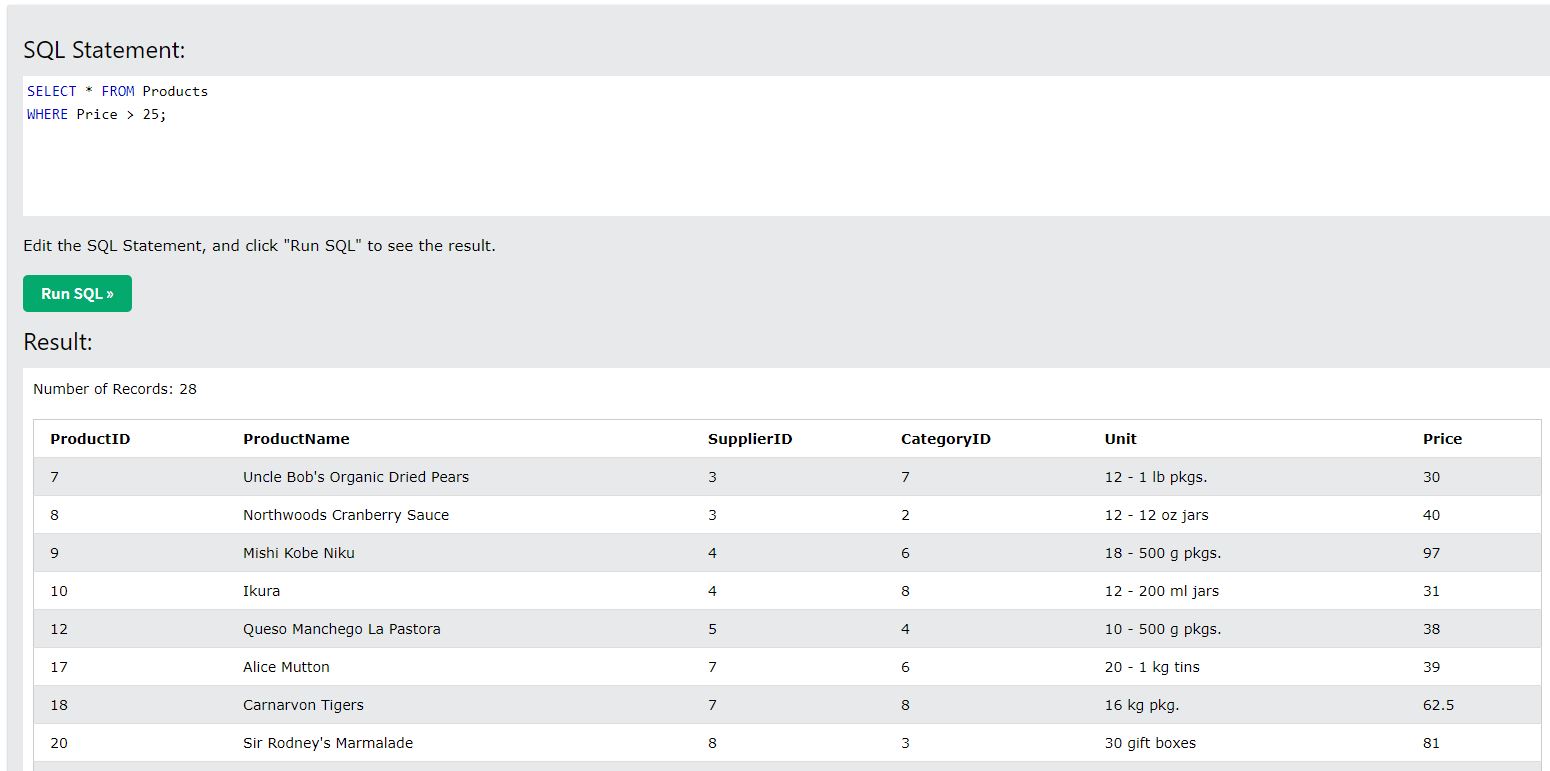 SQL Statement:
SELECT * FROM Products
WHERE Price > 25;
Edit the SQL Statement, and click "Run SQL" to see the result.
Run SQL »
Result:
Number of Records: 28
ProductID ProductName SupplierID CategoryID Unit Price
7 Uncle Bob's Organic Dried Pears 3 7 12 - 1 lb pkgs. 30
8 Northwoods Cranberry Sauce 3 2 12 - 12 oz jars 40
9 Mishi Kobe Niku 4 6 18 - 500 g pkgs. 97
10 Ikura 4 8 12 - 200 ml jars 31
12 Queso Manchego La Pastora 5 4 10 - 500 g pkgs. 38
17 Alice Mutton 7 6 20 - 1 kg tins 39
18 Carnarvon Tigers 7 8 16 kg pkg. 62.5
20 Sir Rodney's Marmalade 8 3 30 gift boxes 81